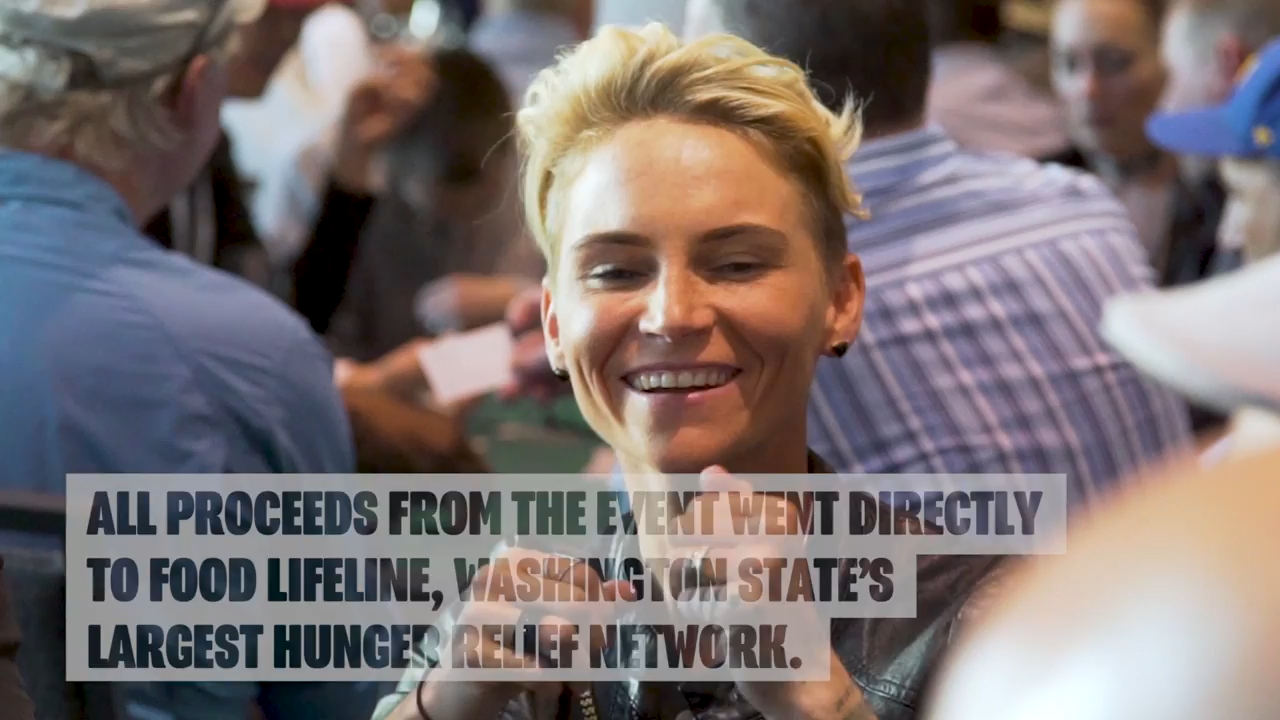 ALL PROCEEDS FROM THE EVENT WENT DIRECTLY
TO FOOD LIFELINE, WASHINGTON STATE’S
LARGEST HUNGER RELIEF NETWORK.